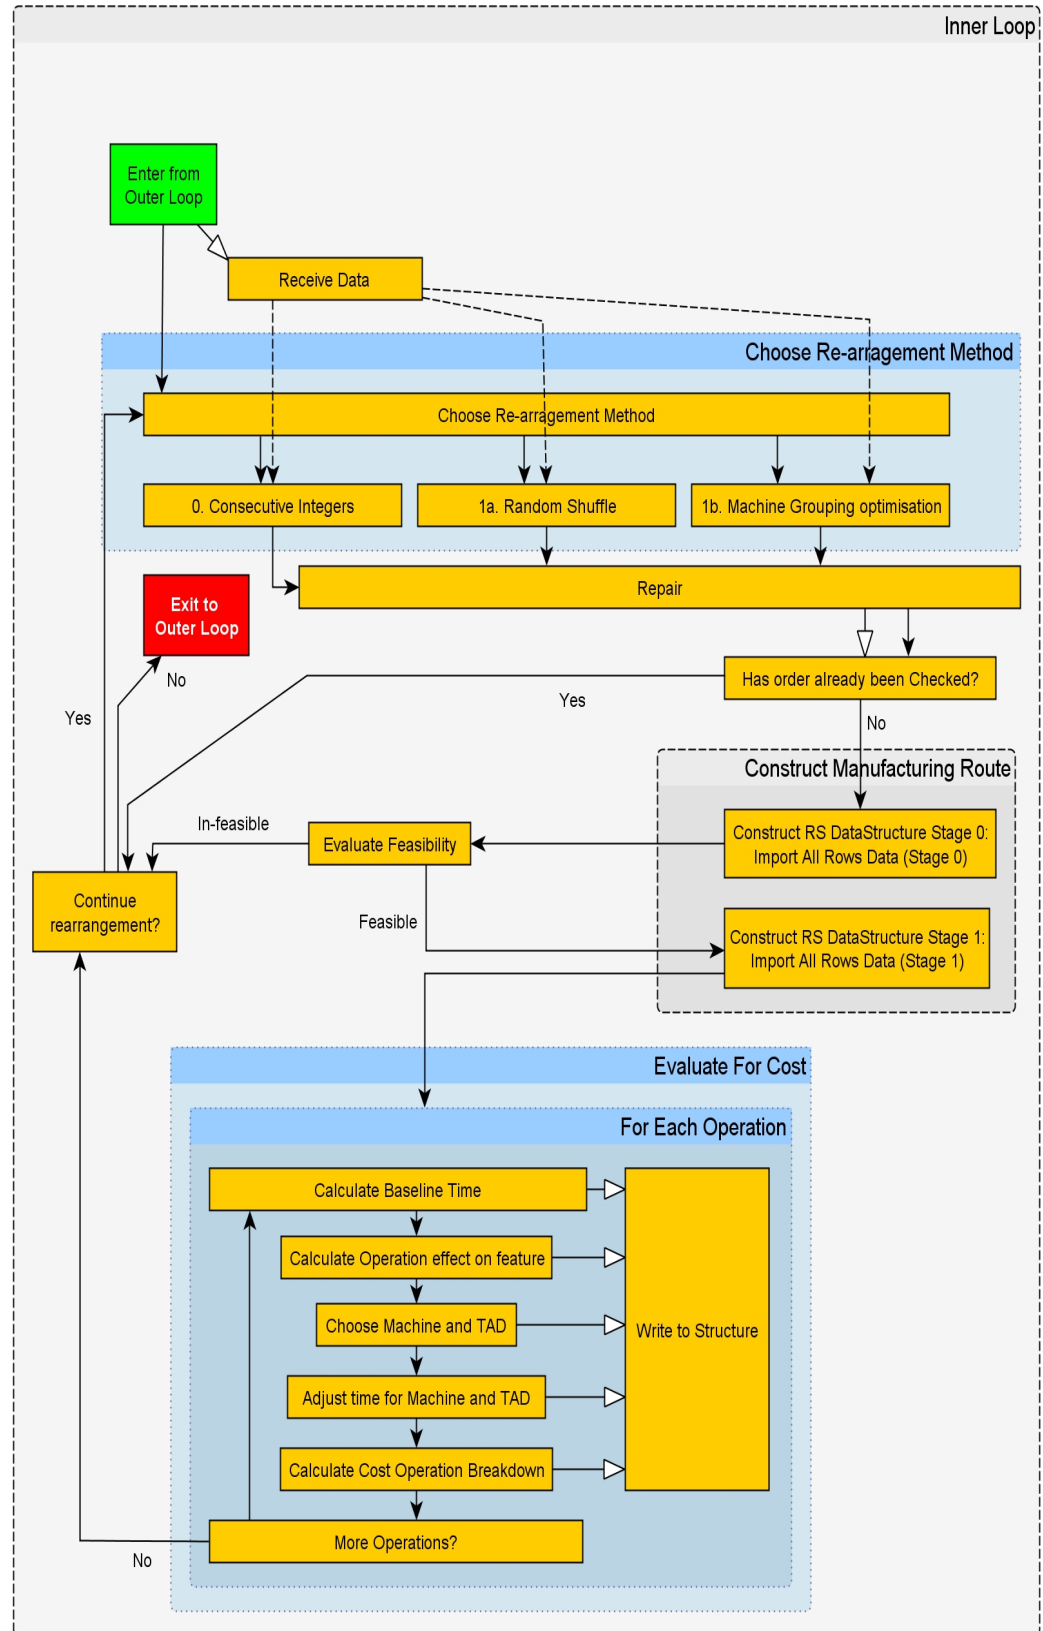 Inner Loop
Enter from
Outer Loop
Receive Data
Choose Re-arragement Method
Choose Re-arragement Method
0. Consecutive Integers
1a. Random Shuffle
1b. Machine Grouping optimisation
Repair
Exit to
Outer Loop
No
Yes
Has order already been Checked?
Yes
No
Construct Manufacturing Route
Construct RS DataStructure Stage 0:
Import All Rows Data (Stage 0)
Evaluate Feasibility
In-feasible
Continue
rearrangement?
Feasible
Construct RS DataStructure Stage 1:
Import All Rows Data (Stage 1)
Evaluate For Cost
For Each Operation
Calculate Baseline Time
Calculate Operation effect on feature
Choose Machine and TAD
Write to Structure
Adjust time for Machine and TAD
Calculate Cost Operation Breakdown
More Operations?
No